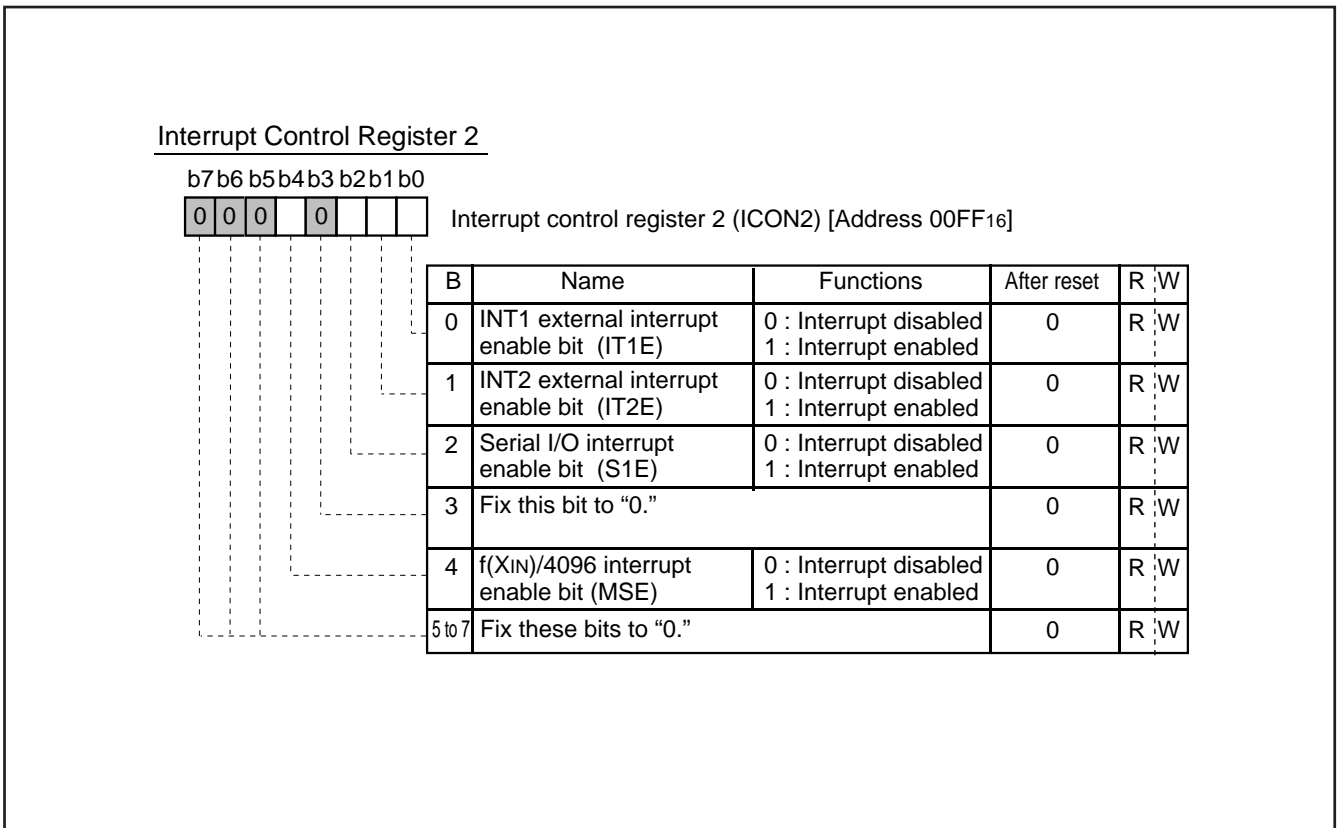 Interrupt Control Register 2
b7 b6 b5 b4 b3 b2 b1 b0
0 0 0 0
Interrupt control register 2 (ICON2) [Address 00FF16]
B Name Functions After reset R W
0 INT1 external interrupt enable bit (IT1E) 0 : Interrupt disabled 1 : Interrupt enabled 0 R W
1 INT2 external interrupt enable bit (IT2E) 0 : Interrupt disabled 1 : Interrupt enabled 0 R W
2 Serial I/O interrupt enable bit (S1E) 0 : Interrupt disabled 1 : Interrupt enabled 0 R W
3 Fix this bit to “0.” 0 R W
4 f(XIN)/4096 interrupt enable bit (MSE) 0 : Interrupt disabled 1 : Interrupt enabled 0 R W
5 to 7 Fix these bits to “0.” 0 R W